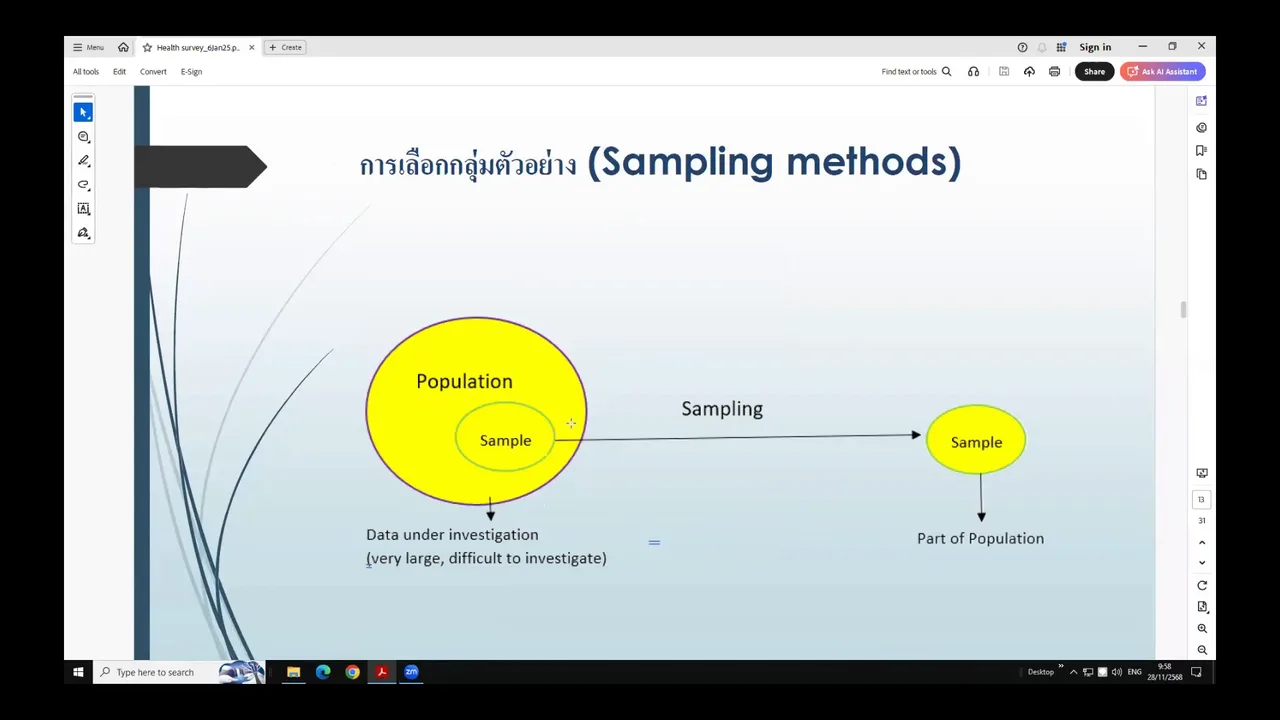 Menu
Health survey_6Jan25.p...
Create
Sign in
All tools
Edit
Convert
E-Sign
Find text or tools
Share
Ask AI Assistant
การเลือกกลุ่มตัวอย่าง (Sampling methods)
Population
Sample
Sampling
Sample
Data under investigation
(very large, difficult to investigate)
=
Part of Population
13
31
Type here to search
zm
Desktop
ENG
9:58
28/11/2568